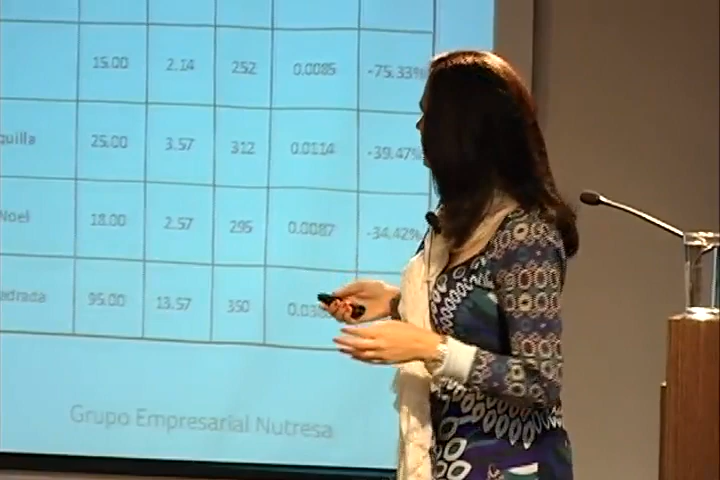 15.00 2.14 252 0.0085 -75.33%
quilla 25.00 3.57 312 0.0114 -39.47%
Noel 18.00 2.57 295 0.0087 -34.42%
edrada 95.00 13.57 350
Grupo Empresarial Nutresa